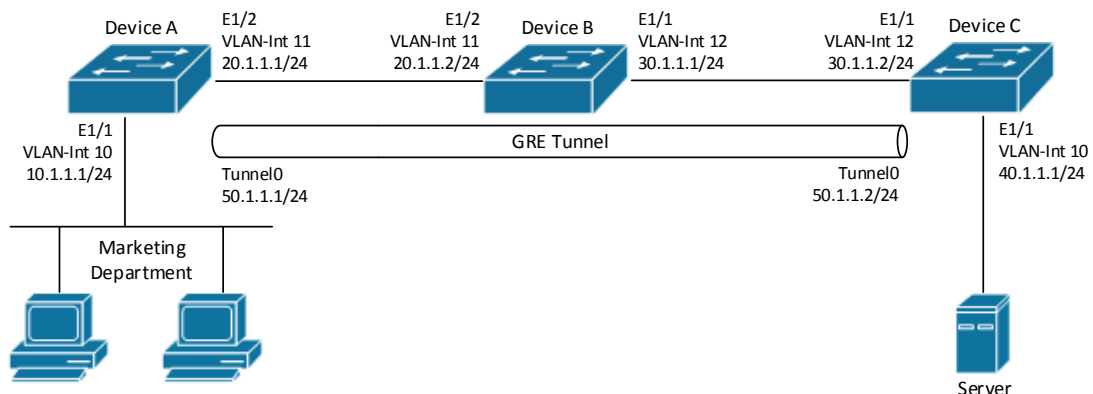 Device A
E1/2
VLAN-Int 11
20.1.1.1/24
E1/2
VLAN-Int 11
20.1.1.2/24
Device B
E1/1
VLAN-Int 12
30.1.1.1/24
E1/1
VLAN-Int 12
30.1.1.2/24
Device C
E1/1
VLAN-Int 10
10.1.1.1/24
GRE Tunnel
Tunnel0
50.1.1.1/24
Tunnel0
50.1.1.2/24
E1/1
VLAN-Int 10
40.1.1.1/24
Marketing
Department
Server